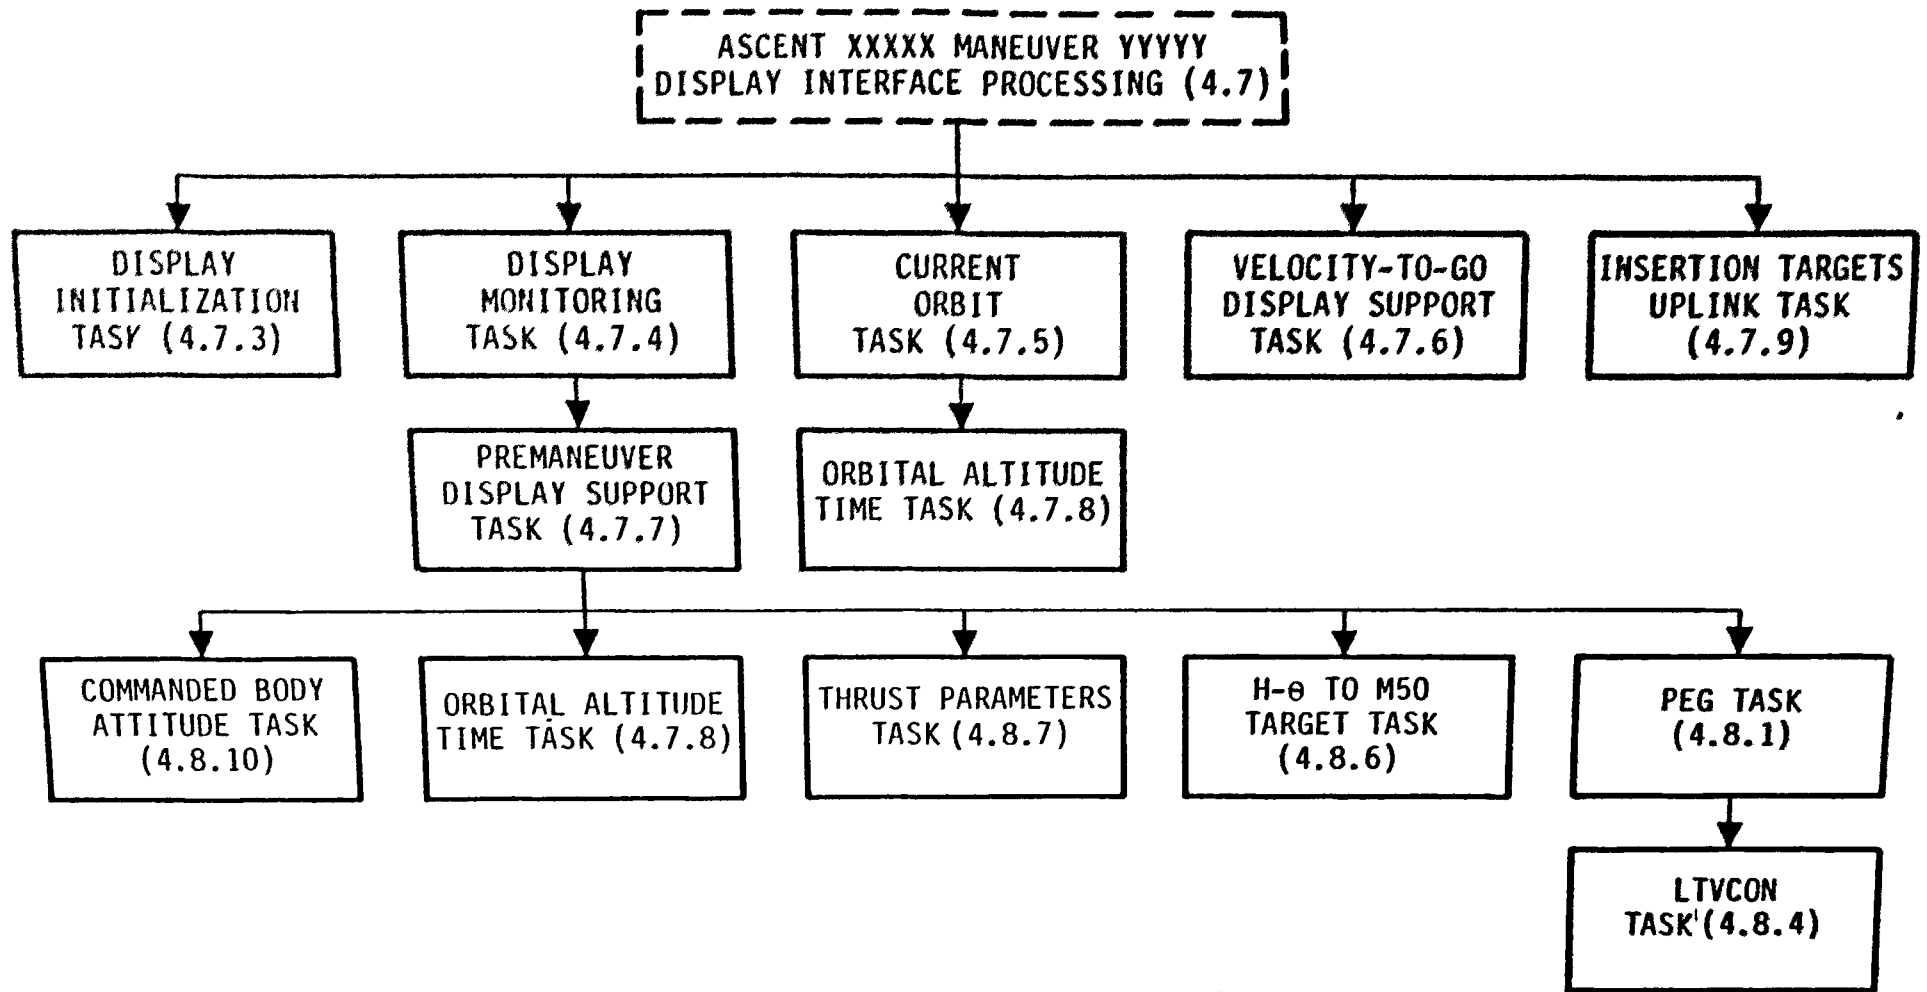 ASCENT XXXXX MANEUVER YYYYY
DISPLAY INTERFACE PROCESSING (4.7)
DISPLAY
INITIALIZATION
TASY (4.7.3)
DISPLAY
MONITORING
TASK (4.7.4)
CURRENT
ORBIT
TASK (4.7.5)
VELOCITY-TO-GO
DISPLAY SUPPORT
TASK (4.7.6)
INSERTION TARGETS
UPLINK TASK
(4.7.9)
PREMANEUVER
DISPLAY SUPPORT
TASK (4.7.7)
ORBITAL ALTITUDE
TIME TASK (4.7.8)
COMMANDED BODY
ATTITUDE TASK
(4.8.10)
ORBITAL ALTITUDE
TIME TASK (4.7.8)
THRUST PARAMETERS
TASK (4.8.7)
H-θ TO M50
TARGET TASK
(4.8.6)
PEG TASK
(4.8.1)
LTVCON
TASK (4.8.4)